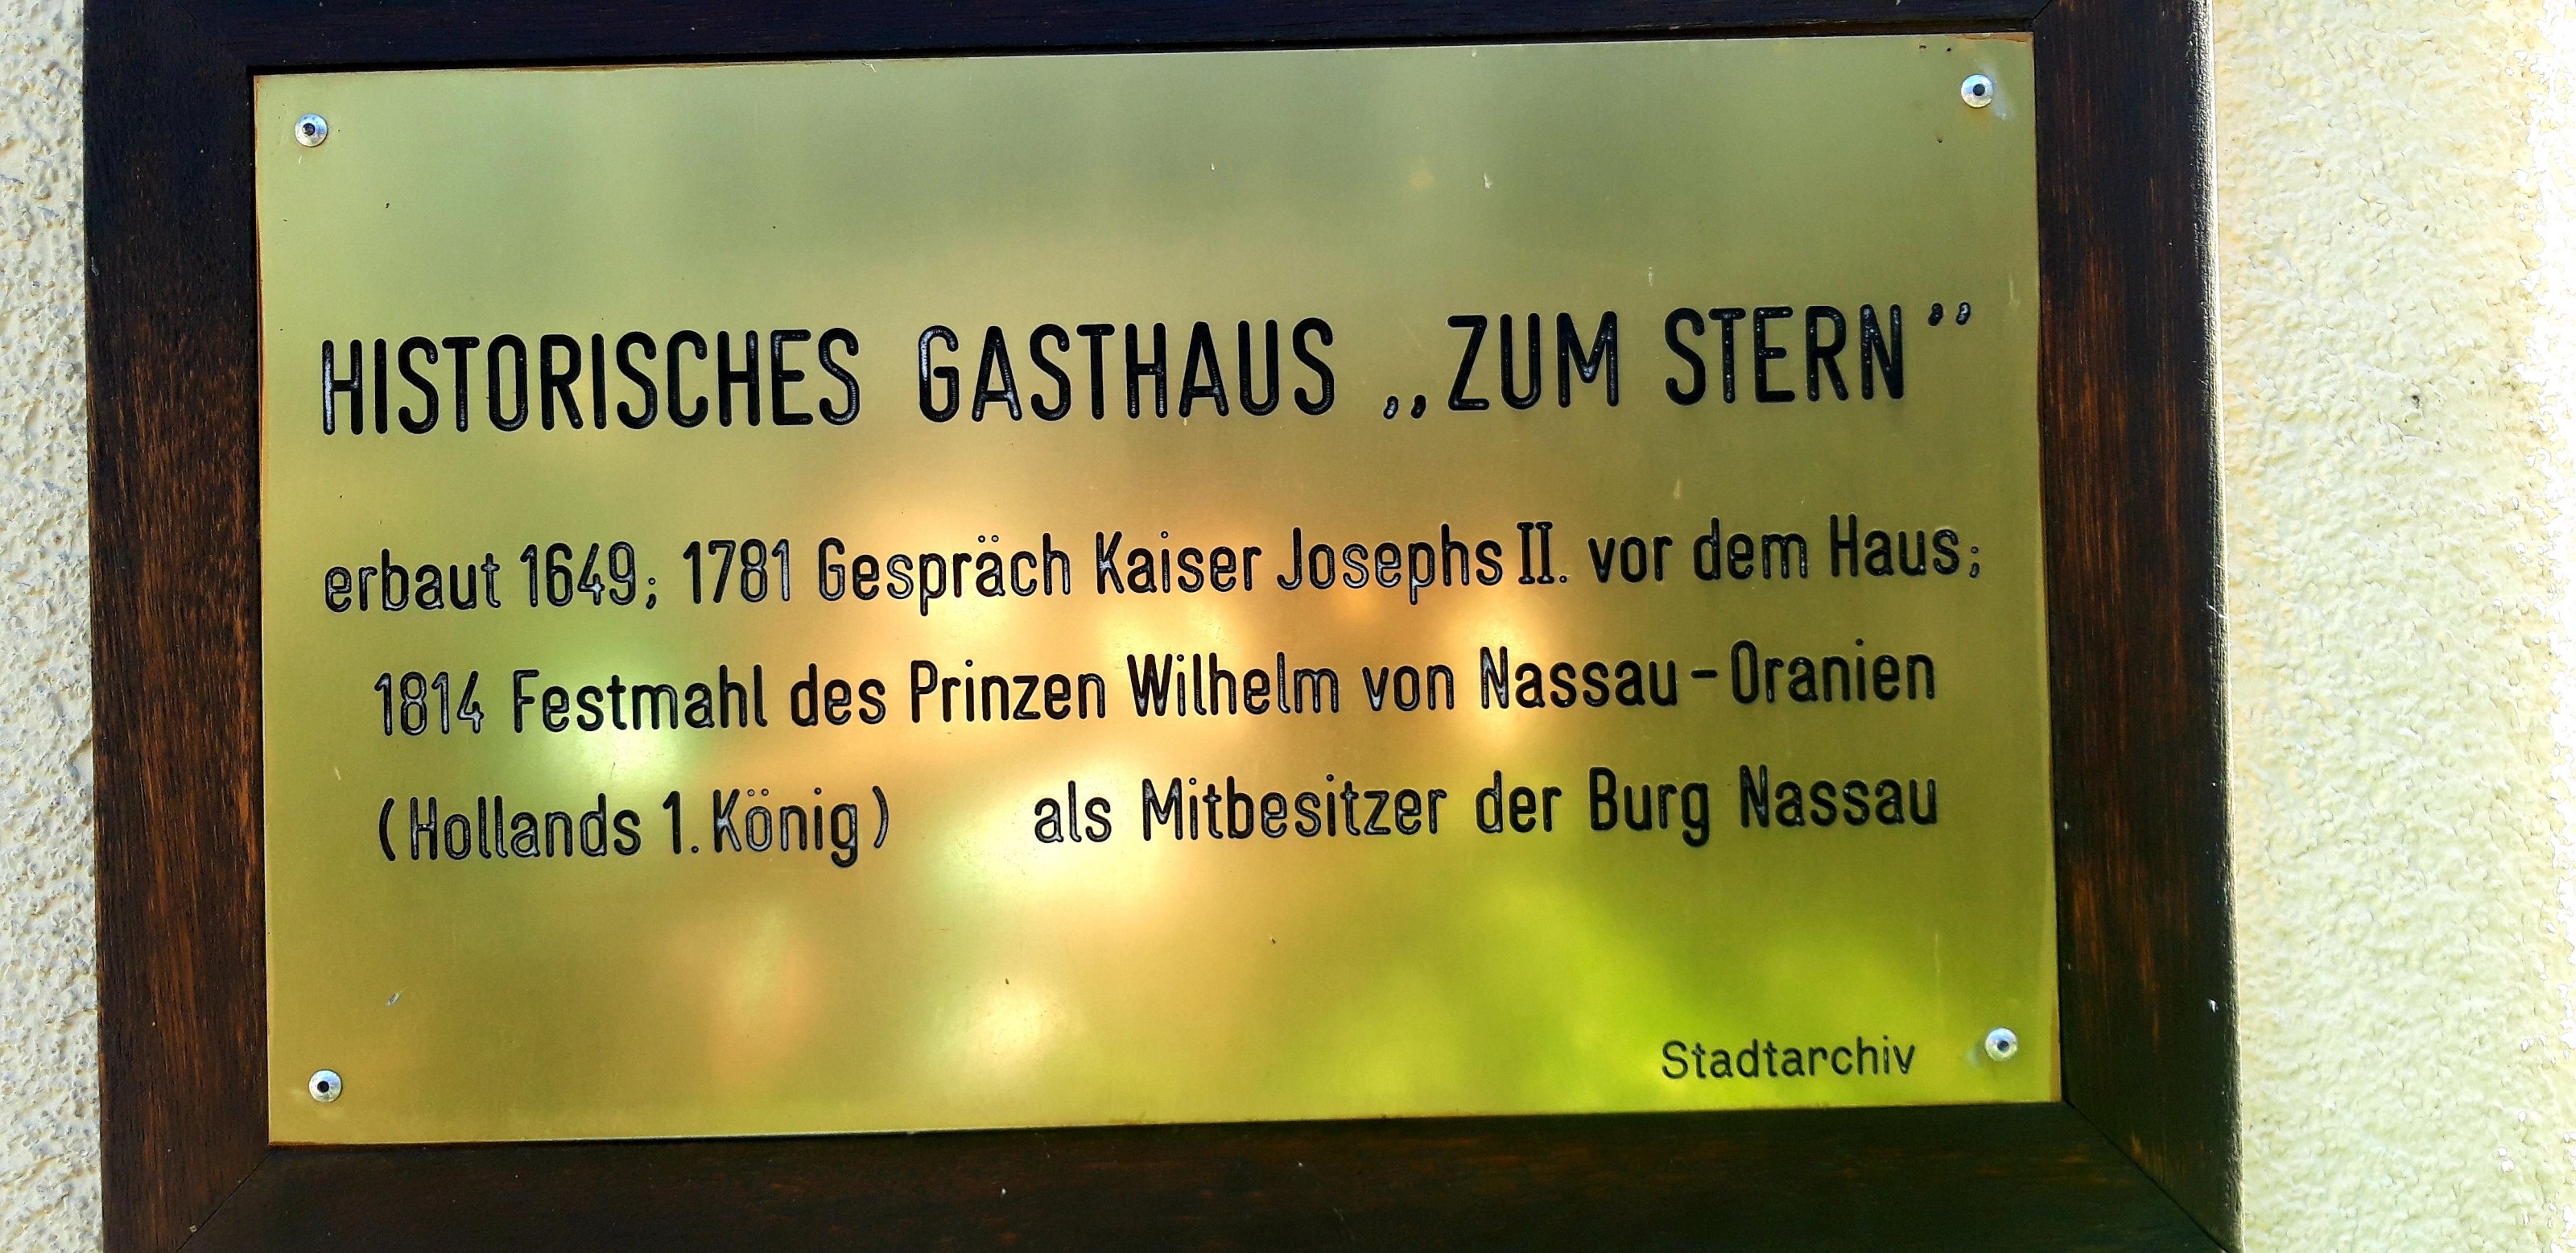 HISTORISCHES GASTHAUS ,,ZUM STERN’’
erbaut 1649; 1781 Gespräch Kaiser Josephs II. vor dem Haus;
1814 Festmahl des Prinzen Wilhelm von Nassau-Oranien
(Hollands 1. König) als Mitbesitzer der Burg Nassau
Stadtarchiv